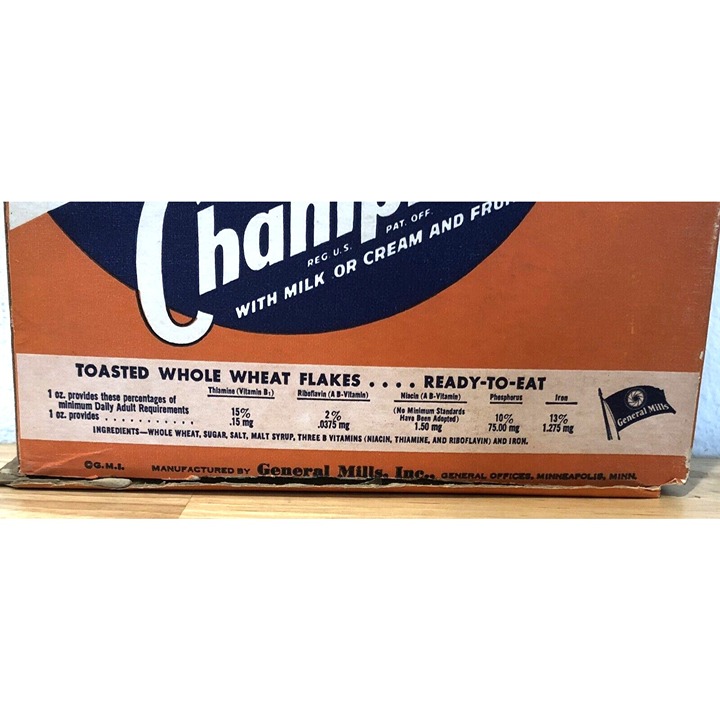 Champ
REG U.S. PAT. OFF.
WITH MILK OR CREAM AND
TOASTED WHOLE WHEAT FLAKES .... READY-TO-EAT
Thiamine (Vitamin B1) Riboflavin (A B-Vitamin) Niacin (A B-Vitamin) Phosphorus Iron
1 oz. provides these percentages of
minimum Daily Adult Requirements 15% 2% (No Minimum Standards Have Been Adopted) 10% 13%
1 oz. provides . . . . . . . . . . . . .15 mg .0375 mg 1.50 mg 75.00 mg 1.275 mg
INGREDIENTS—WHOLE WHEAT, SUGAR, SALT, MALT SYRUP, THREE B VITAMINS (NIACIN, THIAMINE, AND RIBOFLAVIN) AND IRON.
General Mills
©G.M.I. MANUFACTURED BY General Mills, Inc., GENERAL OFFICES, MINNEAPOLIS, MINN.